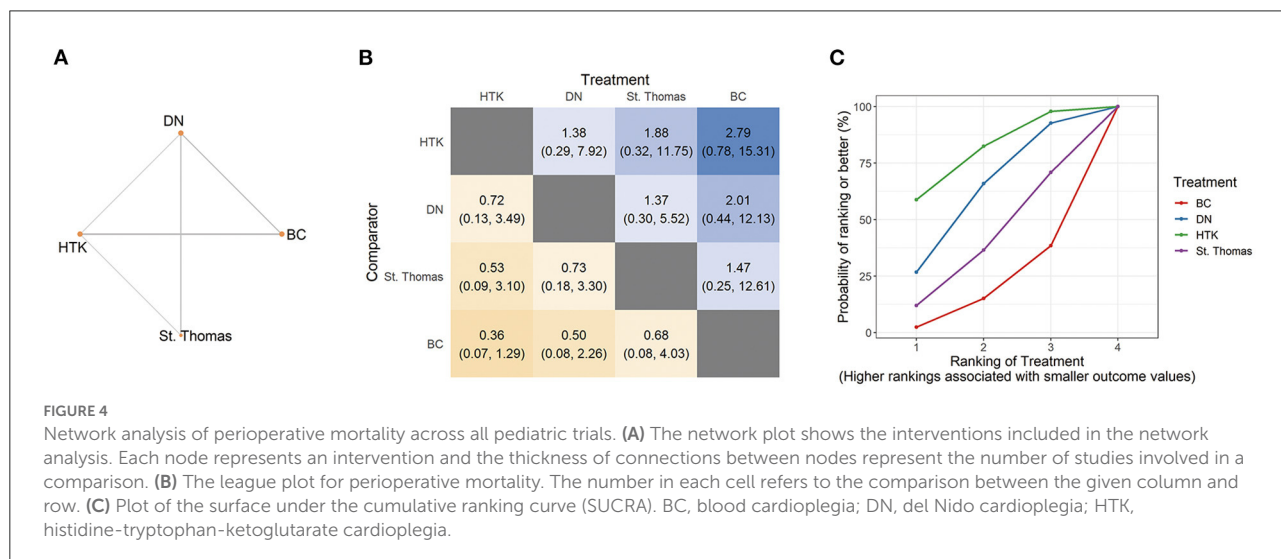 A
DN
HTK
BC
St. Thomas
B
Treatment
HTK DN St. Thomas BC
Comparator
HTK 1.38 1.88 2.79
(0.29, 7.92) (0.32, 11.75) (0.78, 15.31)
DN 0.72 1.37 2.01
(0.13, 3.49) (0.30, 5.52) (0.44, 12.13)
St. Thomas 0.53 0.73 1.47
(0.09, 3.10) (0.18, 3.30) (0.25, 12.61)
BC 0.36 0.50 0.68
(0.07, 1.29) (0.08, 2.26) (0.08, 4.03)
C
Probability of ranking or better (%)
100
75
50
25
0
1 2 3 4
Ranking of Treatment
(Higher rankings associated with smaller outcome values)
Treatment
BC
DN
HTK
St. Thomas
FIGURE 4
Network analysis of perioperative mortality across all pediatric trials. (A) The network plot shows the interventions included in the network
analysis. Each node represents an intervention and the thickness of connections between nodes represent the number of studies involved in a
comparison. (B) The league plot for perioperative mortality. The number in each cell refers to the comparison between the given column and
row. (C) Plot of the surface under the cumulative ranking curve (SUCRA). BC, blood cardioplegia; DN, del Nido cardioplegia; HTK,
histidine-tryptophan-ketoglutarate cardioplegia.